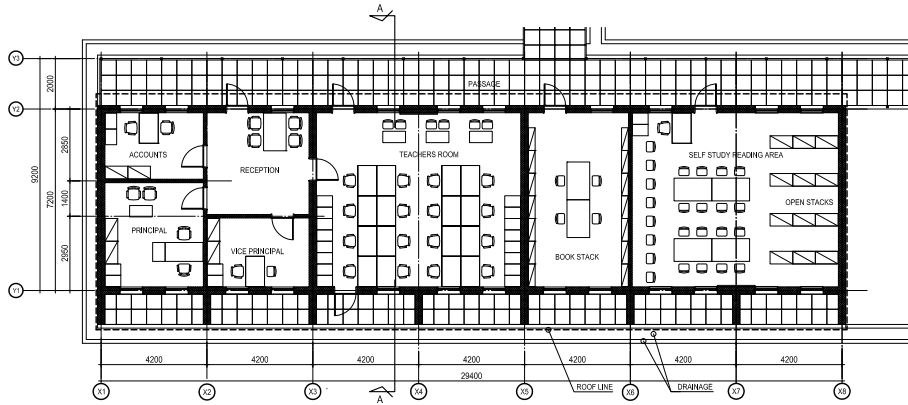 A
Y3
2000
PASSAGE
Y2
2850
ACCOUNTS
TEACHERS ROOM
SELF STUDY READING AREA
RECEPTION
9200
7200
1400
OPEN STACKS
PRINCIPAL
VICE PRINCIPAL
BOOK STACK
2950
Y1
4200
4200
4200
4200
4200
4200
4200
29400
ROOF LINE
DRAINAGE
X1
X2
X3
A
X4
X5
X6
X7
X8